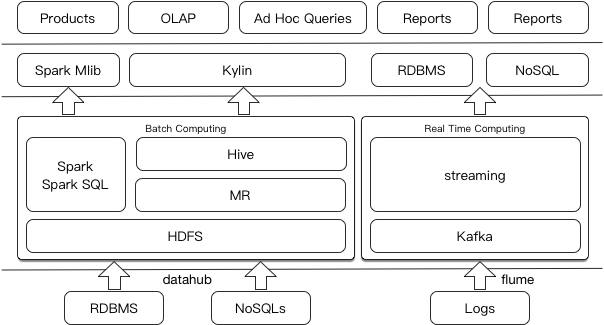 Products
OLAP
Ad Hoc Queries
Reports
Reports
Spark Mlib
Kylin
RDBMS
NoSQL
Batch Computing
Spark
Spark SQL
Hive
MR
HDFS
Real Time Computing
streaming
Kafka
datahub
flume
RDBMS
NoSQLs
Logs